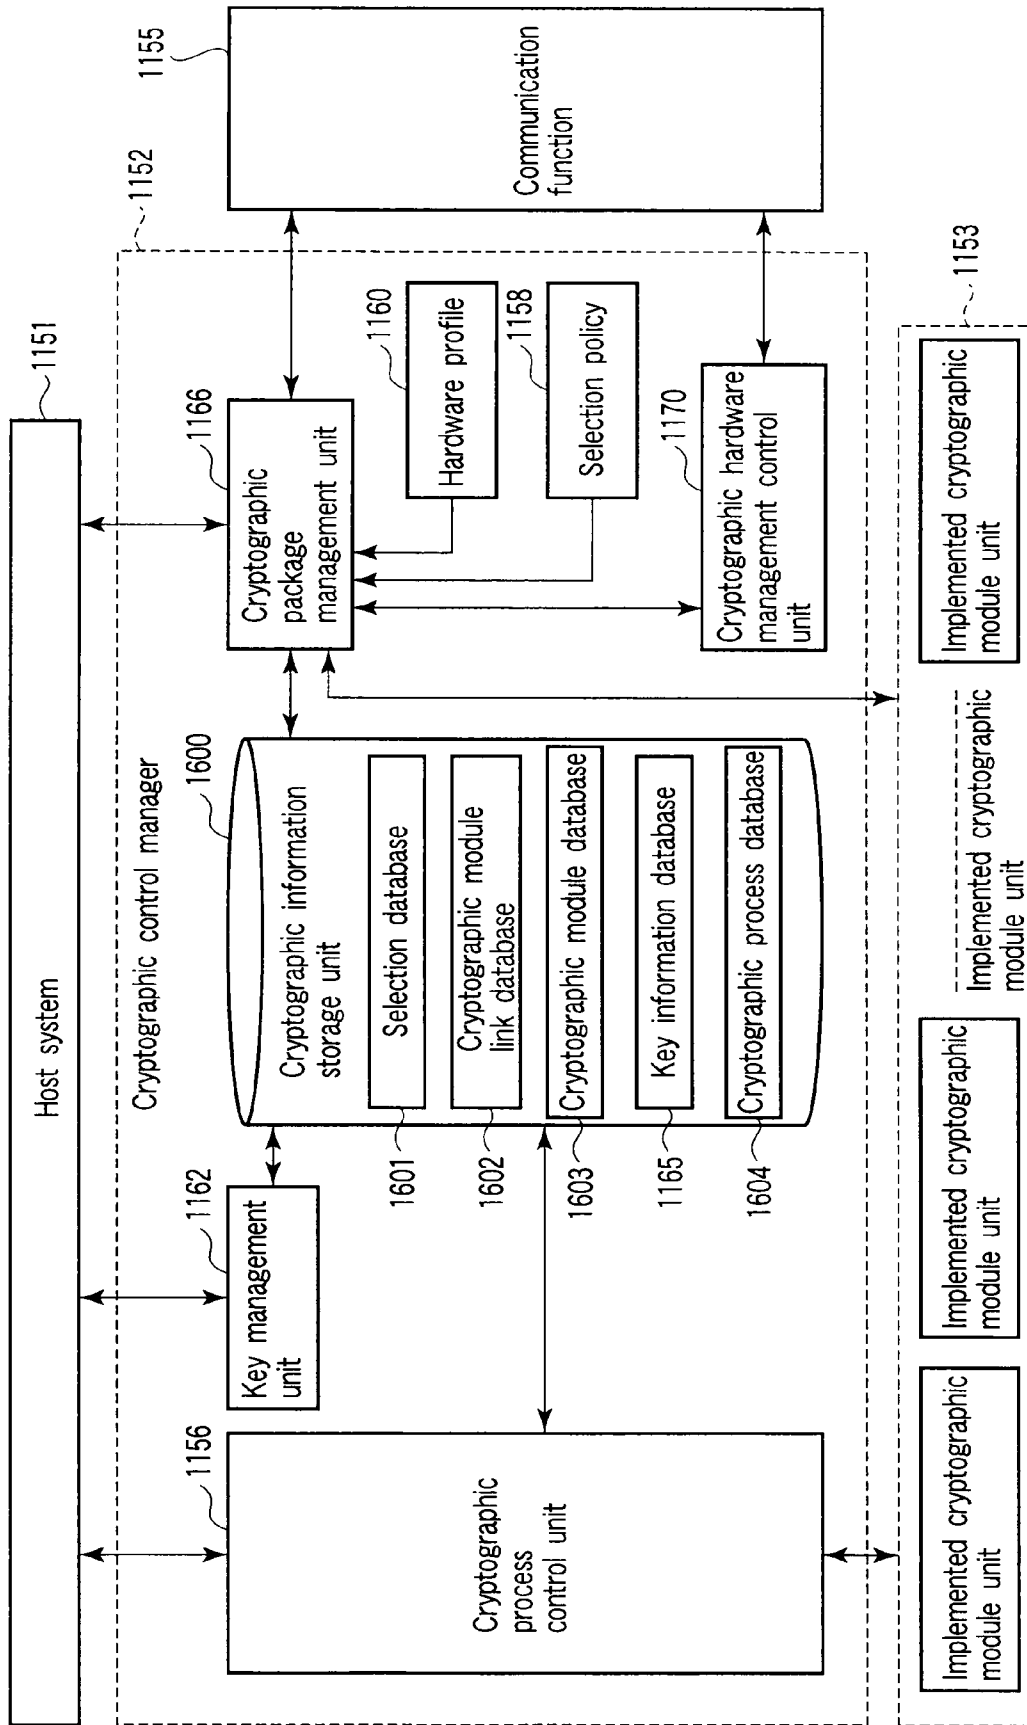 Host system
1151
Cryptographic control manager
1152
1156
Cryptographic
process
control unit
1162
Key management
unit
1600
Cryptographic information
storage unit
Selection database
1601
Cryptographic module
link database
1602
Cryptographic module database
1603
Key information database
1165
Cryptographic process database
1604
1166
Cryptographic
package
management unit
1160
Hardware profile
1158
Selection policy
1170
Cryptographic hardware
management control
unit
1155
Communication
function
1153
Implemented cryptographic
module unit
Implemented cryptographic
module unit
Implemented cryptographic
module unit
Implemented cryptographic
module unit